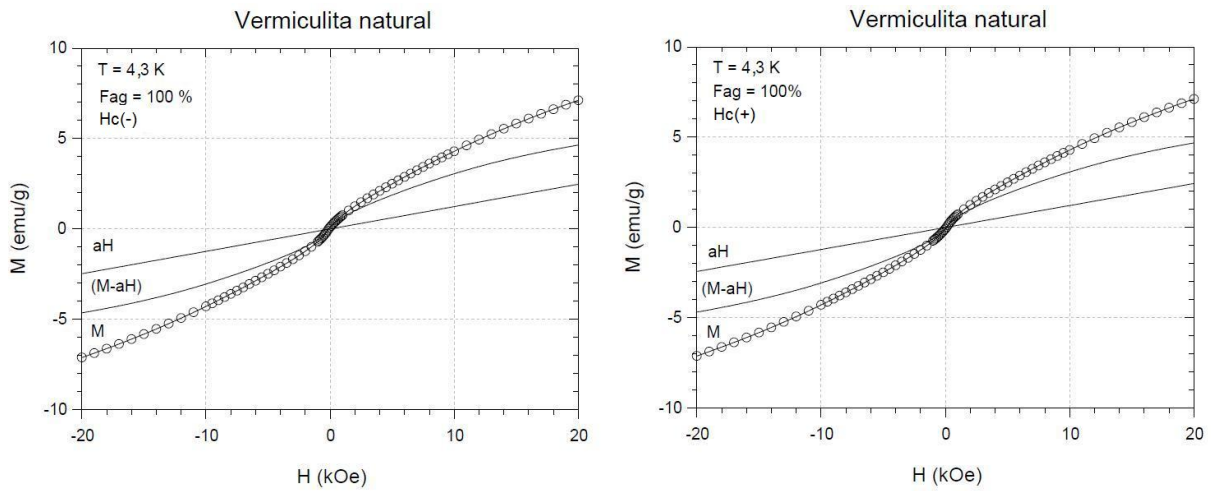 Vermiculita natural
10
5
0
-5
-10
M (emu/g)
T = 4,3 K
Fag = 100 %
Hc(-)
aH
(M-aH)
M
-20
-10
0
10
20
H (kOe)
Vermiculita natural
10
5
0
-5
-10
M (emu/g)
T = 4,3 K
Fag = 100%
Hc(+)
aH
(M-aH)
M
-20
-10
0
10
20
H (kOe)